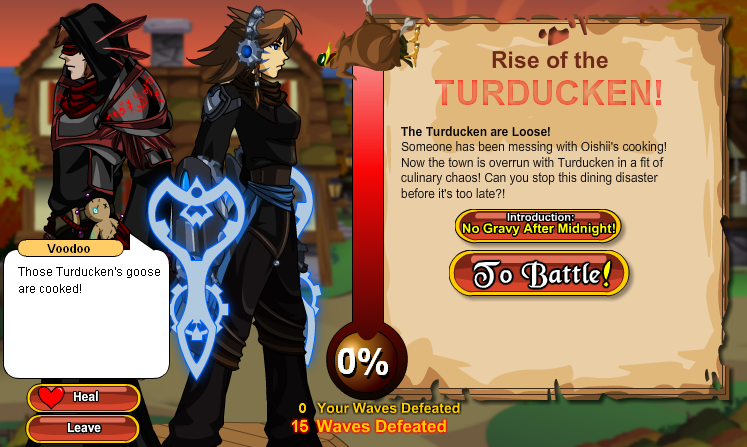 Rise of the
TURDUCKEN!
The Turducken are Loose!
Someone has been messing with Oishii's cooking!
Now the town is overrun with Turducken in a fit of
culinary chaos! Can you stop this dining disaster
before it's too late?!
Introduction:
No Gravy After Midnight!
To Battle!
Voodoo
Those Turducken's goose
are cooked!
Heal
Leave
0%
0 Your Waves Defeated
15 Waves Defeated